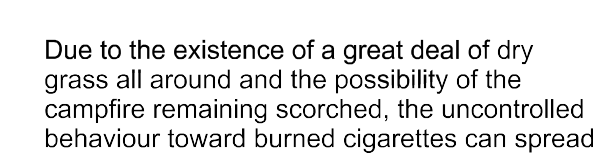 Due to the existence of a great deal of dry
grass all around and the possibility of the
campfire remaining scorched, the uncontrolled
behaviour toward burned cigarettes can spread